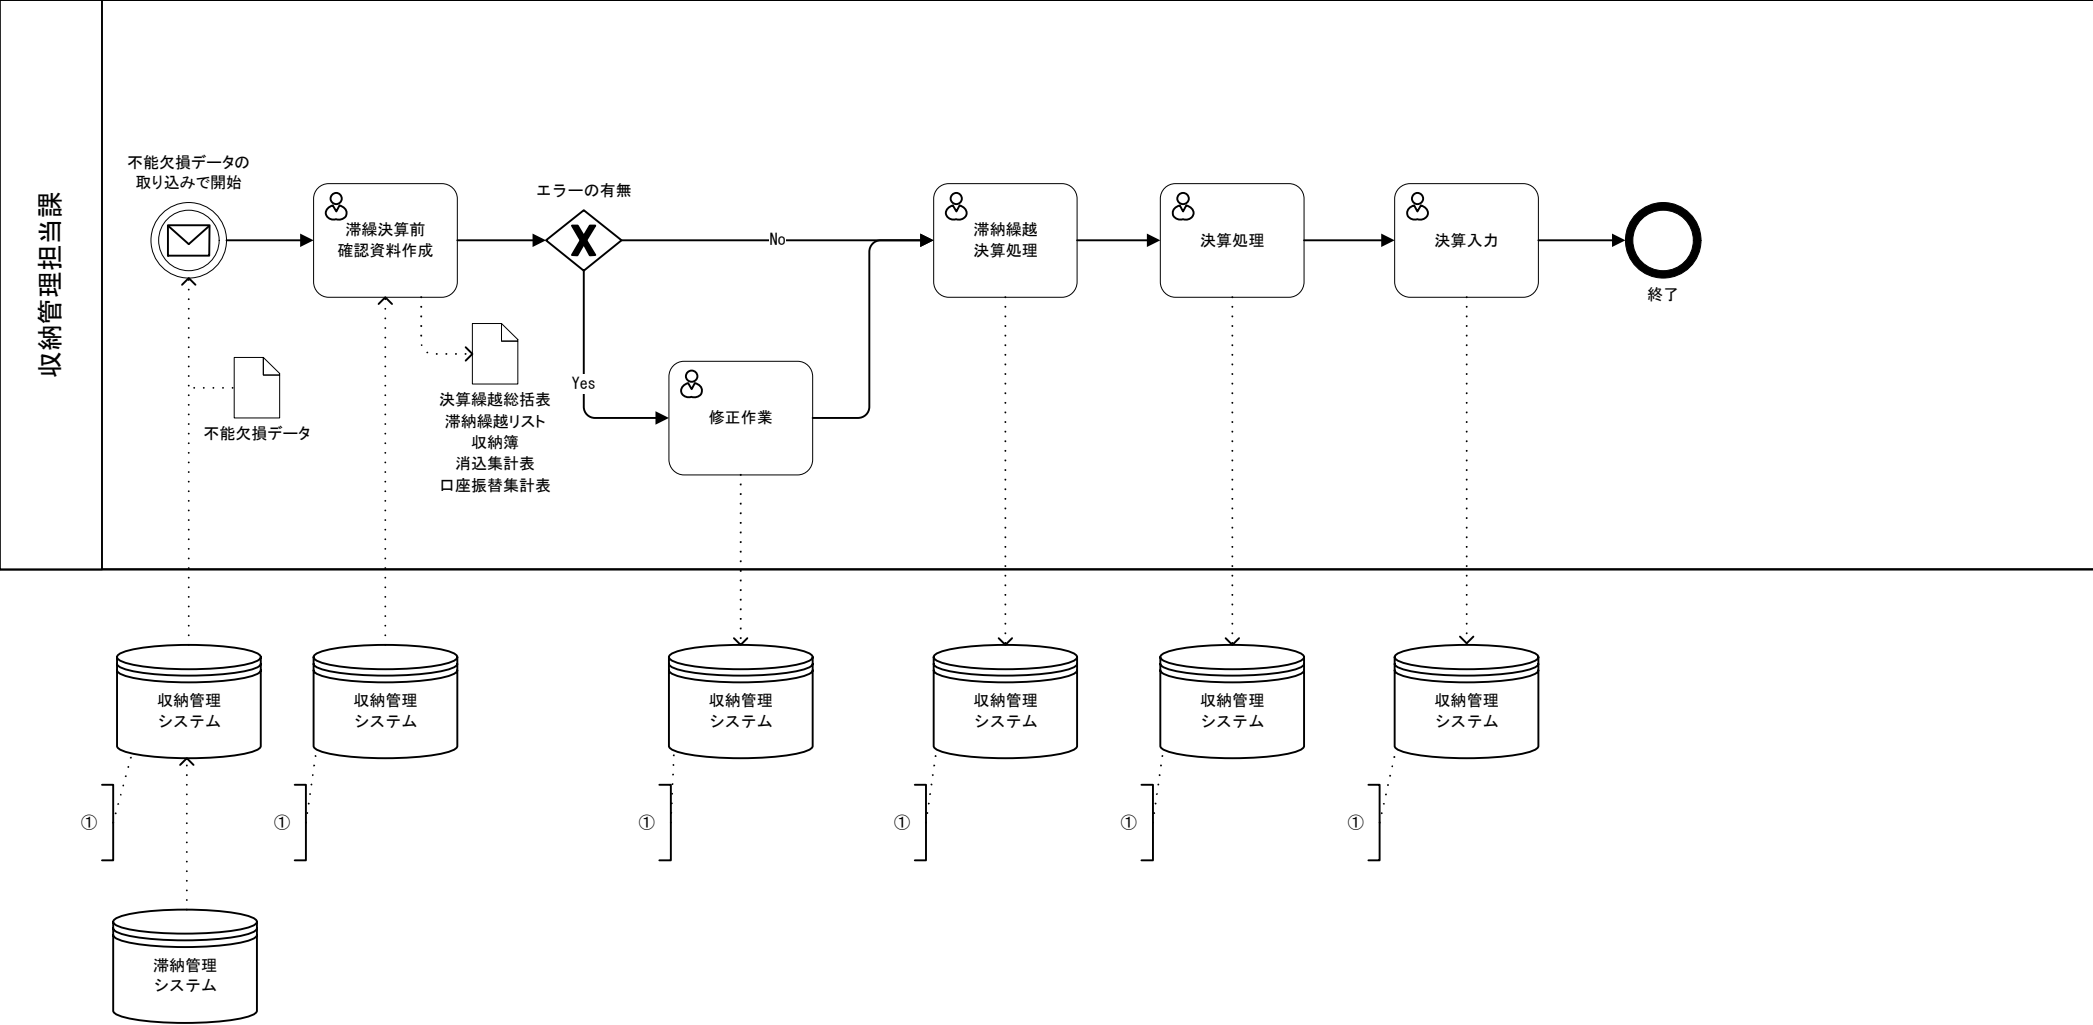 収納管理担当課
不能欠損データの
取り込みで開始
滞繰決算前
確認資料作成
エラーの有無
No
Yes
滞納繰越
決算処理
決算処理
決算入力
終了
不能欠損データ
決算繰越総括表
滞納繰越リスト
収納簿
消込集計表
口座振替集計表
修正作業
収納管理
システム
収納管理
システム
収納管理
システム
収納管理
システム
収納管理
システム
収納管理
システム
①
①
①
①
①
①
滞納管理
システム